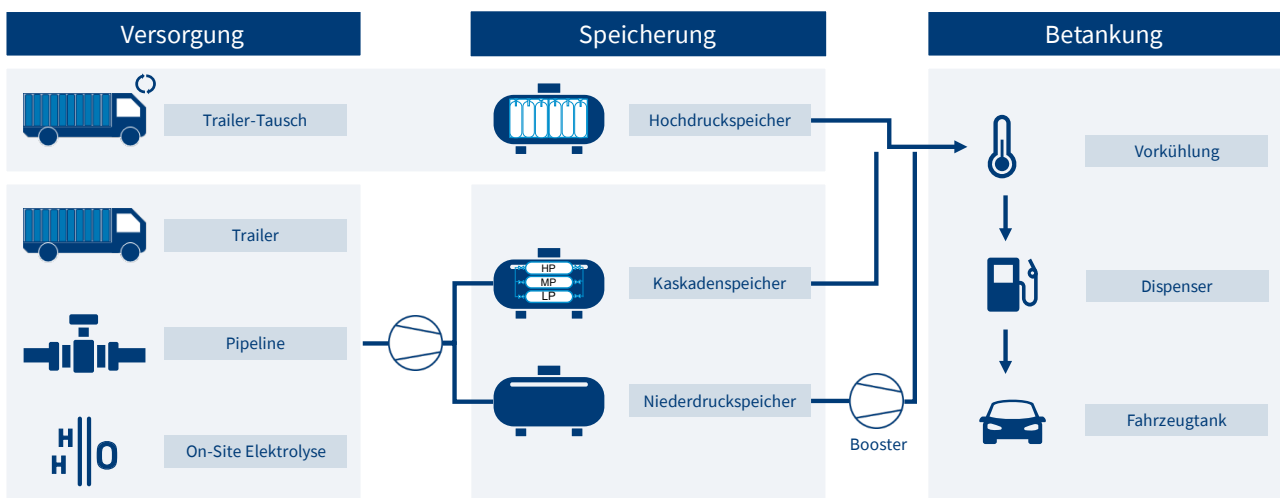 Versorgung
Speicherung
Betankung
Trailer-Tausch
Hochdruckspeicher
Vorkühlung
Trailer
HP
MP
LP
Kaskadenspeicher
Dispenser
Pipeline
Niederdruckspeicher
Booster
Fahrzeugtank
H
H
O
On-Site Elektrolyse